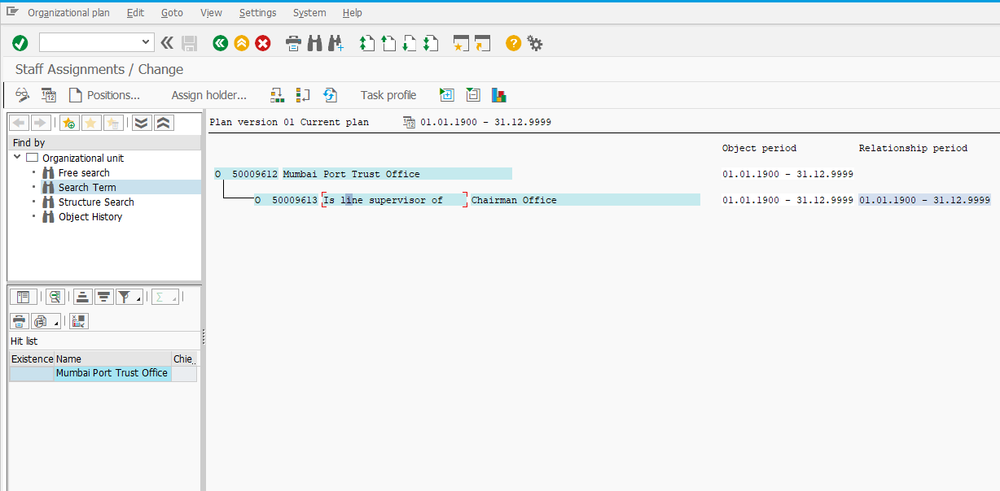 Organizational plan Edit Goto View Settings System Help
Staff Assignments / Change
Positions... Assign holder... Task profile
Plan version 01 Current plan 01.01.1900 - 31.12.9999
Find by
Organizational unit
Free search
Search Term
Structure Search
Object History
Object period Relationship period
O 50009612 Mumbai Port Trust Office 01.01.1900 - 31.12.9999
O 50009613 Is line supervisor of Chairman Office 01.01.1900 - 31.12.9999 01.01.1900 - 31.12.9999
Hit list
Existence Name Chie..
Mumbai Port Trust Office